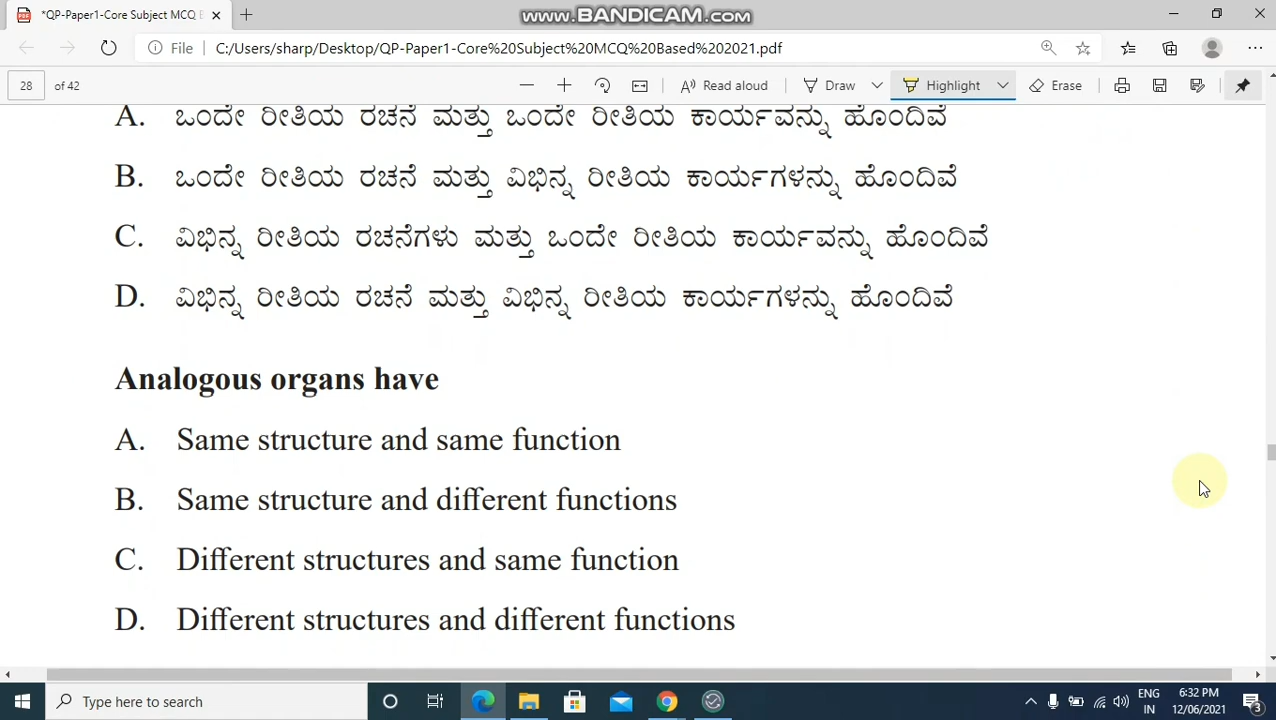 *QP-Paper1-Core Subject MCQ B
www.BANDICAM.com
File C:/Users/sharp/Desktop/QP-Paper1-Core%20Subject%20MCQ%20Based%202021.pdf
28 of 42 Read aloud Draw Highlight Erase
A. ಒಂದೇ ರೀತಿಯ ರಚನೆ ಮತ್ತು ಒಂದೇ ರೀತಿಯ ಕಾರ್ಯವನ್ನು ಹೊಂದಿವೆ
B. ಒಂದೇ ರೀತಿಯ ರಚನೆ ಮತ್ತು ವಿಭಿನ್ನ ರೀತಿಯ ಕಾರ್ಯಗಳನ್ನು ಹೊಂದಿವೆ
C. ವಿಭಿನ್ನ ರೀತಿಯ ರಚನೆಗಳು ಮತ್ತು ಒಂದೇ ರೀತಿಯ ಕಾರ್ಯವನ್ನು ಹೊಂದಿವೆ
D. ವಿಭಿನ್ನ ರೀತಿಯ ರಚನೆ ಮತ್ತು ವಿಭಿನ್ನ ರೀತಿಯ ಕಾರ್ಯಗಳನ್ನು ಹೊಂದಿವೆ
Analogous organs have
A. Same structure and same function
B. Same structure and different functions
C. Different structures and same function
D. Different structures and different functions
Type here to search
ENG 6:32 PM
IN 12/06/2021 3